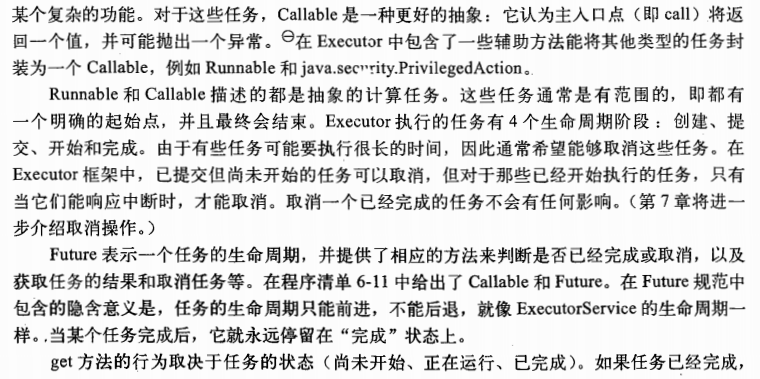 某个复杂的功能。对于这些任务，Callable 是一种更好的抽象：它认为主入口点（即 call）将返
回一个值，并可能抛出一个异常。㊀在 Executor 中包含了一些辅助方法能将其他类型的任务封
装为一个 Callable，例如 Runnable 和 java.security.PrivilegedAction。
Runnable 和 Callable 描述的都是抽象的计算任务。这些任务通常是有范围的，即都有
一个明确的起始点，并且最终会结束。Executor 执行的任务有 4 个生命周期阶段：创建、提
交、开始和完成。由于有些任务可能要执行很长的时间，因此通常希望能够取消这些任务。在
Executor 框架中，已提交但尚未开始的任务可以取消，但对于那些已经开始执行的任务，只有
当它们能响应中断时，才能取消。取消一个已经完成的任务不会有任何影响。（第 7 章将进一
步介绍取消操作。）
Future 表示一个任务的生命周期，并提供了相应的方法来判断是否已经完成或取消，以及
获取任务的结果和取消任务等。在程序清单 6-11 中给出了 Callable 和 Future。在 Future 规范中
包含的隐含意义是，任务的生命周期只能前进，不能后退，就像 ExecutorService 的生命周期一
样。当某个任务完成后，它就永远停留在“完成”状态上。
get 方法的行为取决于任务的状态（尚未开始、正在运行、已完成）。如果任务已经完成，